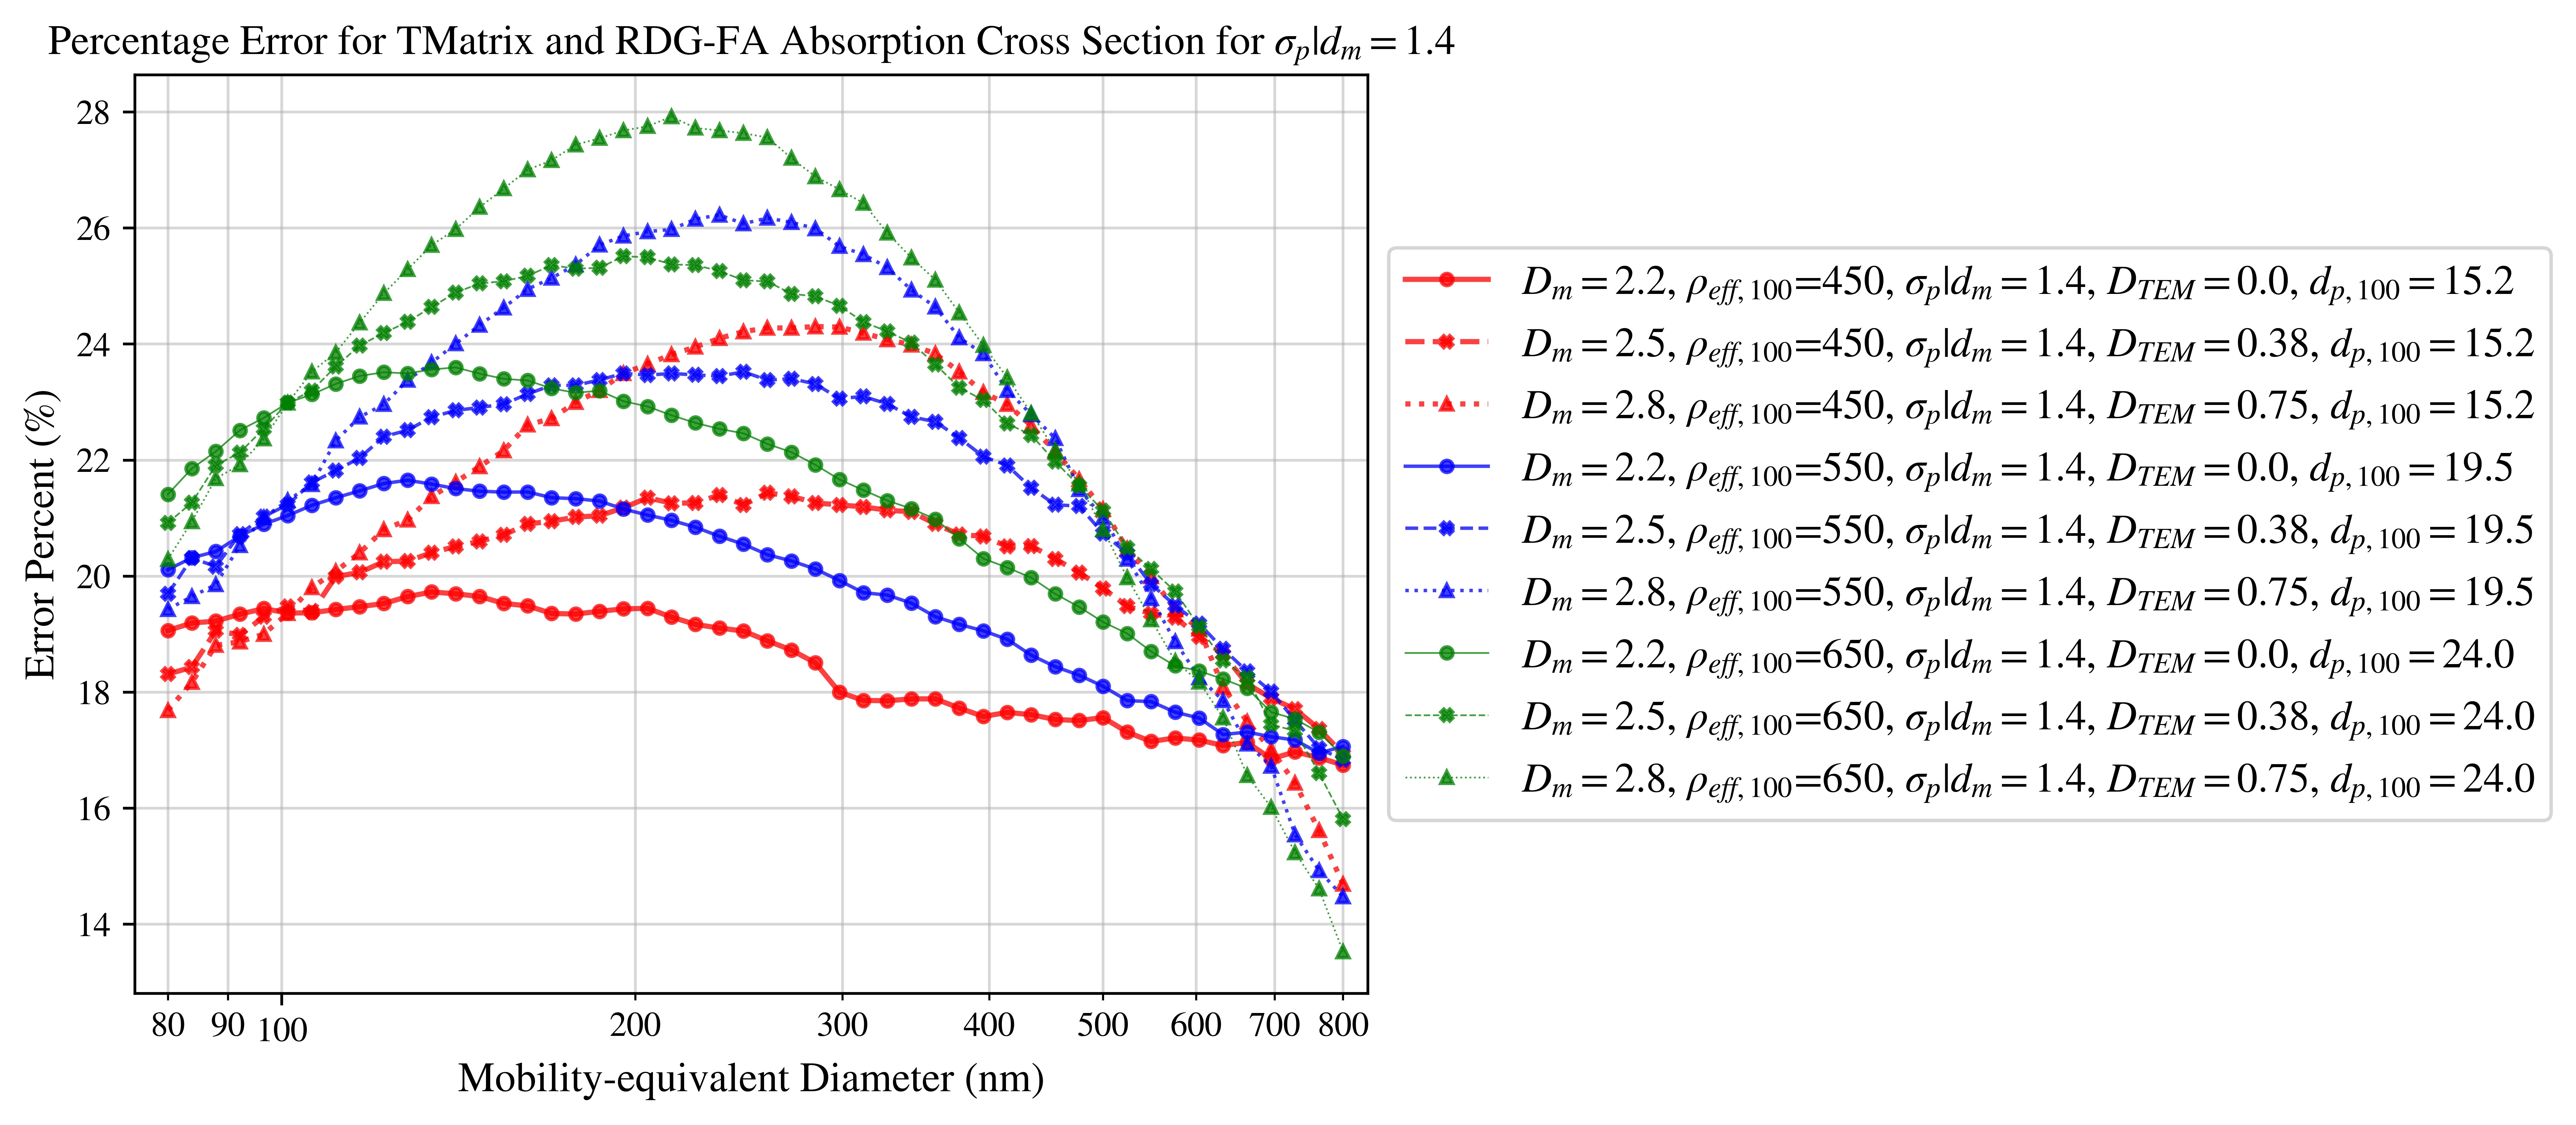 Percentage Error for TMatrix and RDG-FA Absorption Cross Section for σp|dm = 1.4
28
26
24
22
20
18
16
14
Error Percent (%)
80 90 100 200 300 400 500 600 700 800
Mobility-equivalent Diameter (nm)
Dm = 2.2, ρeff,100=450, σp|dm = 1.4, DTEM = 0.0, dp,100 = 15.2
Dm = 2.5, ρeff,100=450, σp|dm = 1.4, DTEM = 0.38, dp,100 = 15.2
Dm = 2.8, ρeff,100=450, σp|dm = 1.4, DTEM = 0.75, dp,100 = 15.2
Dm = 2.2, ρeff,100=550, σp|dm = 1.4, DTEM = 0.0, dp,100 = 19.5
Dm = 2.5, ρeff,100=550, σp|dm = 1.4, DTEM = 0.38, dp,100 = 19.5
Dm = 2.8, ρeff,100=550, σp|dm = 1.4, DTEM = 0.75, dp,100 = 19.5
Dm = 2.2, ρeff,100=650, σp|dm = 1.4, DTEM = 0.0, dp,100 = 24.0
Dm = 2.5, ρeff,100=650, σp|dm = 1.4, DTEM = 0.38, dp,100 = 24.0
Dm = 2.8, ρeff,100=650, σp|dm = 1.4, DTEM = 0.75, dp,100 = 24.0